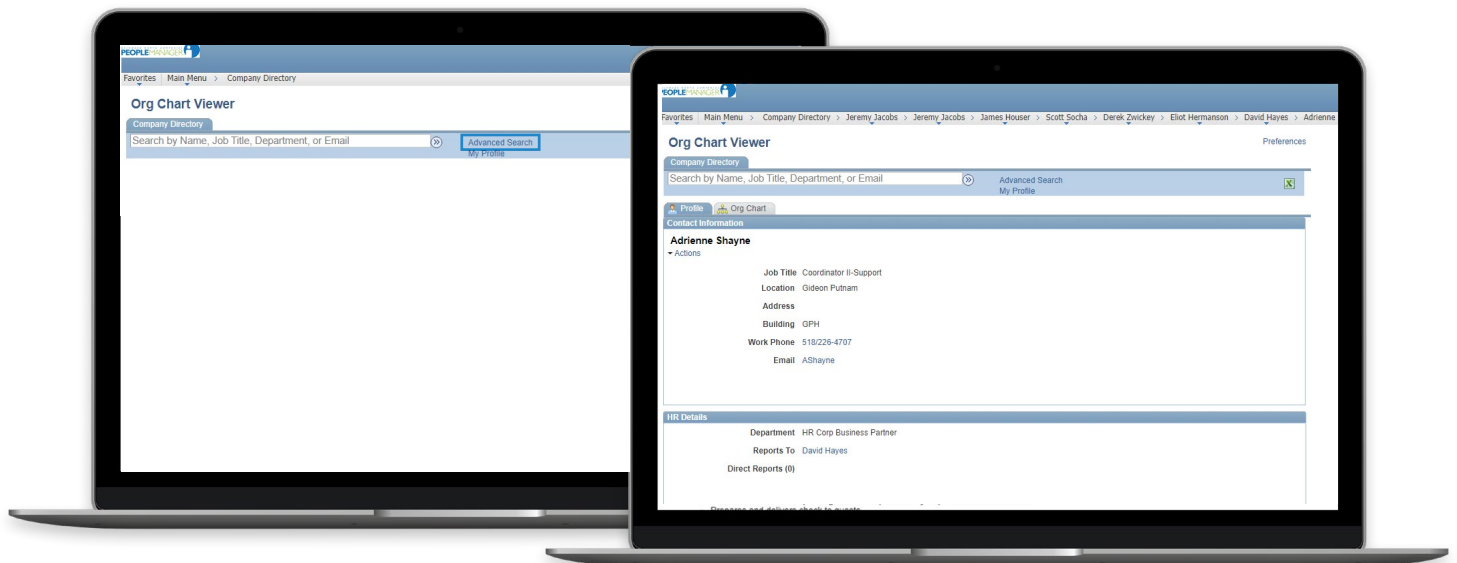 PEOPLEMANAGER
Favorites Main Menu > Company Directory
Org Chart Viewer
Company Directory
Search by Name, Job Title, Department, or Email
Advanced Search
My Profile
PEOPLEMANAGER
Favorites Main Menu > Company Directory > Jeremy Jacobs > Jeremy Jacobs > James Houser > Scott Socha > Derek Zwickey > Eliot Hermanson > David Hayes > Adrienne
Org Chart Viewer Preferences
Company Directory
Search by Name, Job Title, Department, or Email
Advanced Search
My Profile
Profile Org Chart
Contact Information
Adrienne Shayne
Actions
Job Title Coordinator II-Support
Location Gideon Putnam
Address
Building GPH
Work Phone 518/226-4707
Email AShayne
HR Details
Department HR Corp Business Partner
Reports To David Hayes
Direct Reports (0)